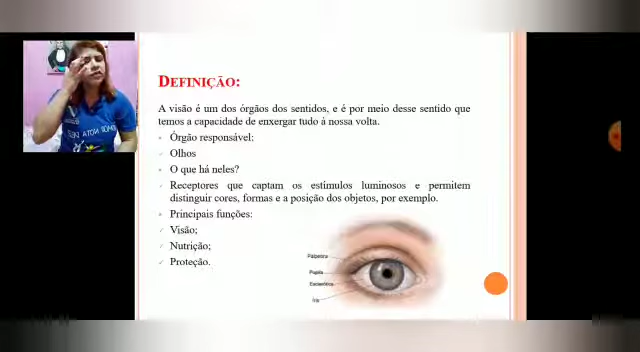 DEFINIÇÃO:
A visão é um dos órgãos dos sentidos, e é por meio desse sentido que
temos a capacidade de enxergar tudo á nossa volta.
Órgão responsável:
Olhos
O que há neles?
Receptores que captam os estímulos luminosos e permitem
distinguir cores, formas e a posição dos objetos, por exemplo.
Principais funções:
Visão;
Nutrição;
Proteção.
Pálpebra
Pupila
Esclerótica
Íris